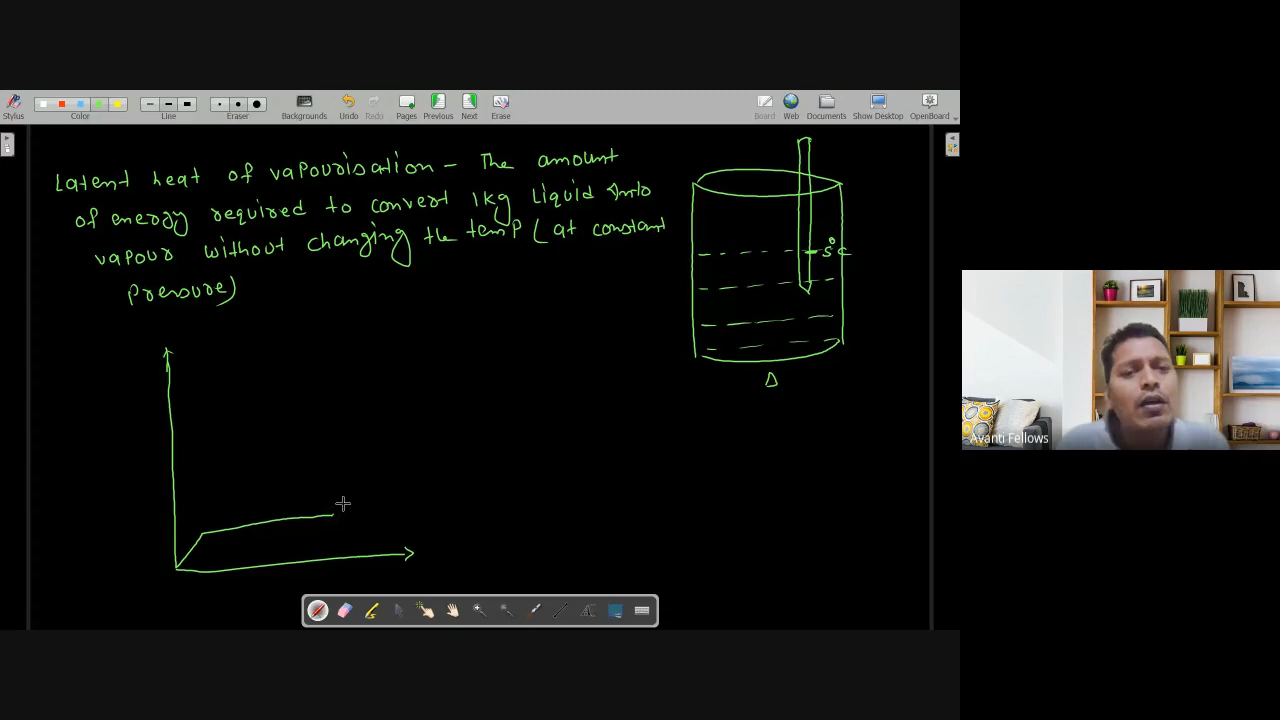 Stylus
Color
Line
Eraser
Backgrounds
Undo
Redo
Pages
Previous
Next
Erase
Board
Web
Documents
Show Desktop
OpenBoard
Latent heat of vapourisation - The amount
of energy required to convert 1kg liquid into
vapour without changing the temp (at constant
pressure)
5°C
Δ
Avanti Fellows